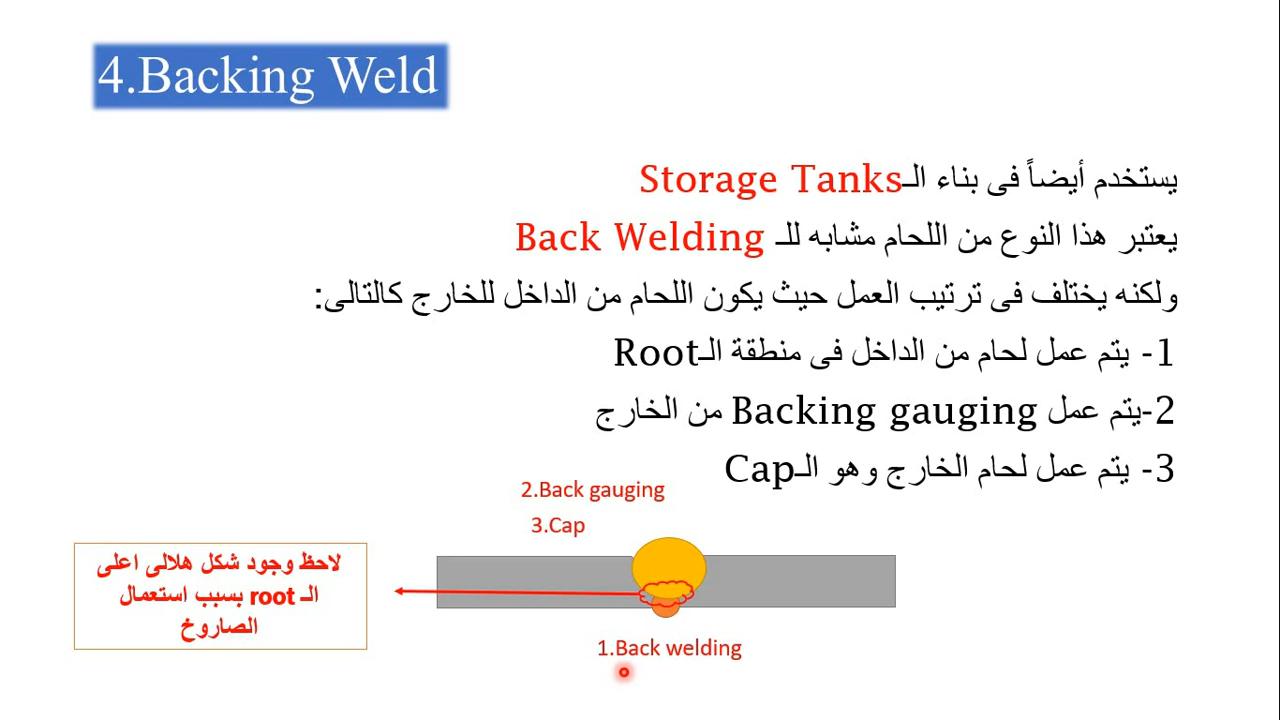 4.Backing Weld
يستخدم أيضاً فى بناء الـStorage Tanks
يعتبر هذا النوع من اللحام مشابه للـ Back Welding
ولكنه يختلف فى ترتيب العمل حيث يكون اللحام من الداخل للخارج كالتالى:
1- يتم عمل لحام من الداخل فى منطقة الـRoot
2-يتم عمل Backing gauging من الخارج
3- يتم عمل لحام الخارج وهو الـCap
2.Back gauging
3.Cap
لاحظ وجود شكل هلالى اعلى
الـ root بسبب استعمال
الصاروخ
1.Back welding